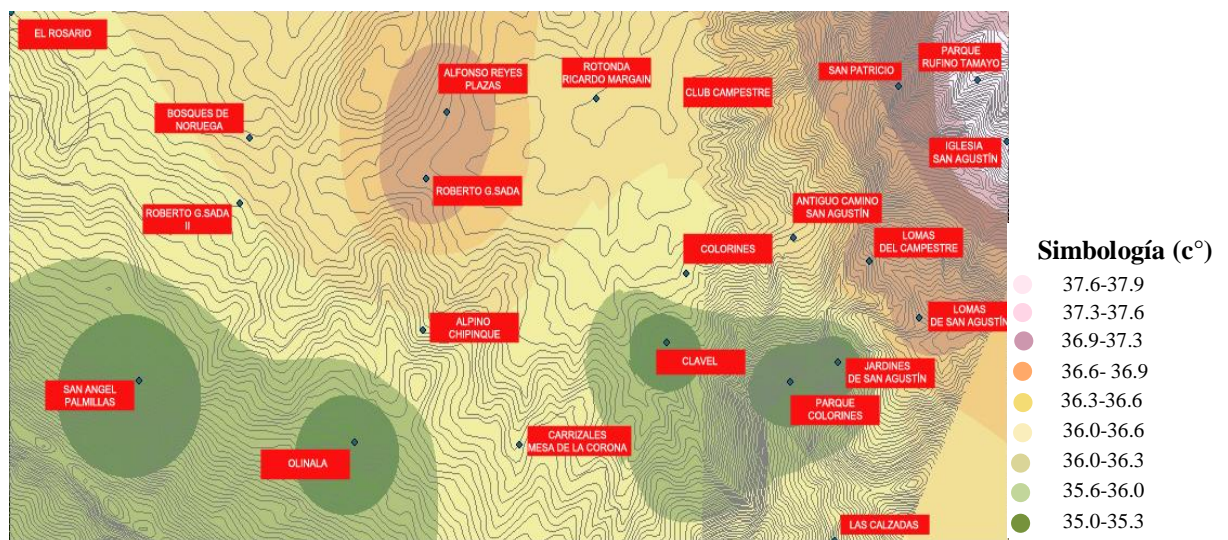 EL ROSARIO
BOSQUES DE
NORUEGA
ROBERTO G.SADA
II
ALFONSO REYES
PLAZAS
ROBERTO G.SADA
ROTONDA
RICARDO MARGAIN
CLUB CAMPESTRE
SAN PATRICIO
PARQUE
RUFINO TAMAYO
IGLESIA
SAN AGUSTÍN
ANTIGUO CAMINO
SAN AGUSTÍN
LOMAS
DEL CAMPESTRE
COLORINES
LOMAS
DE SAN AGUSTÍN
ALPINO
CHIPINQUE
CLAVEL
JARDINES
DE SAN AGUSTÍN
PARQUE
COLORINES
SAN ANGEL
PALMILLAS
OLINALA
CARRIZALES
MESA DE LA CORONA
LAS CALZADAS
Simbología (c°)
37.6-37.9
37.3-37.6
36.9-37.3
36.6- 36.9
36.3-36.6
36.0-36.6
36.0-36.3
35.6-36.0
35.0-35.3